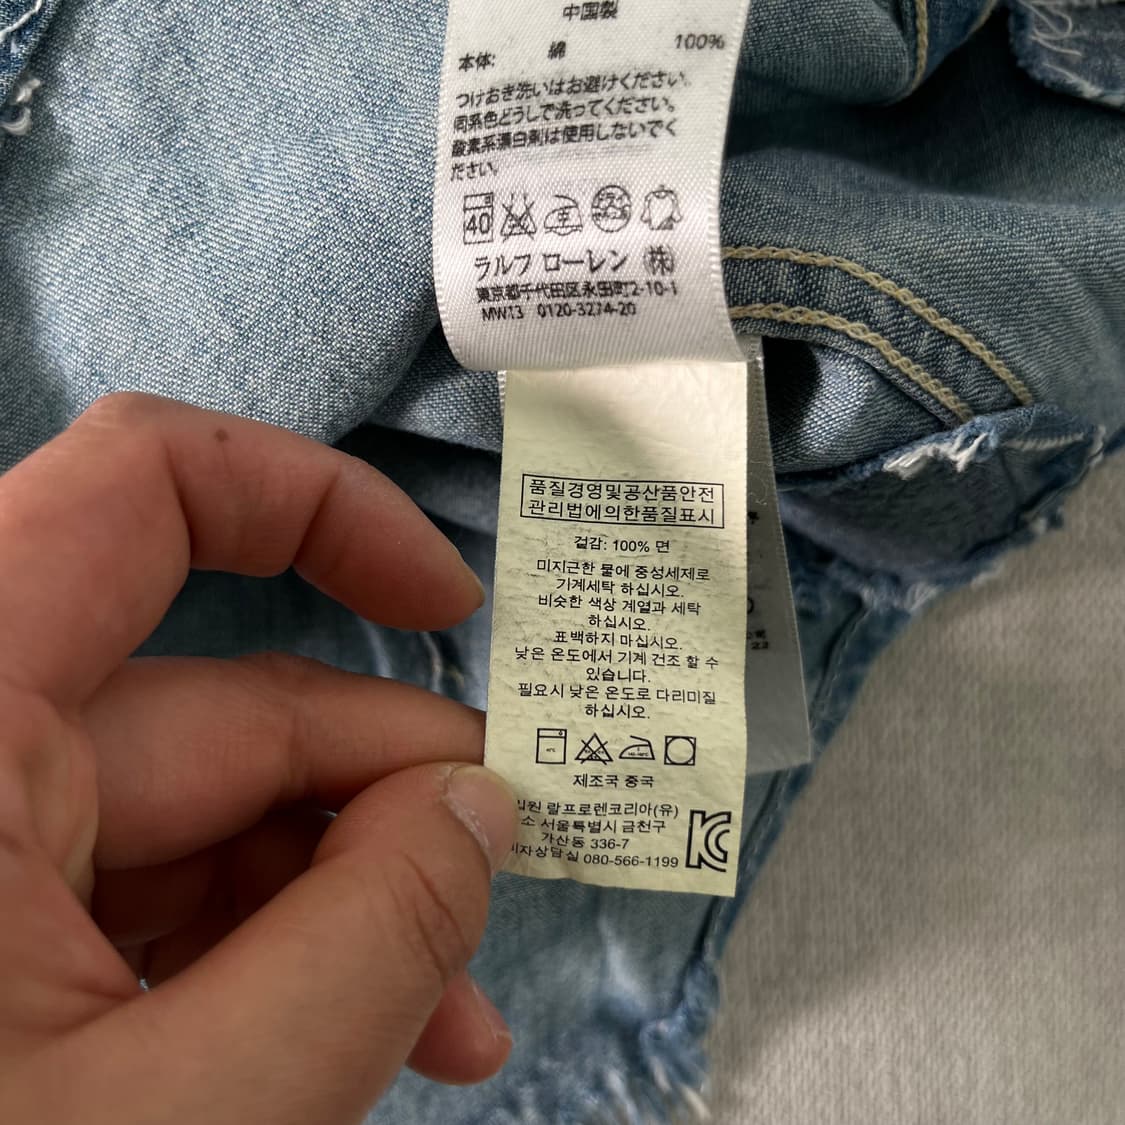 中国製
本体: 綿 100%
つけおき洗いはお避けください。
同系色どうしで洗ってください。
酸素系漂白剤は使用しないでく
ださい。
40
ラルフ ローレン ㈱
東京都千代田区永田町2-10-1
MW13 0120-3274-20
품질경영및공산품안전
관리법에의한품질표시
겉감: 100% 면
미지근한 물에 중성세제로
기계세탁 하십시오.
비슷한 색상 계열과 세탁
하십시오.
표백하지 마십시오.
낮은 온도에서 기계 건조 할 수
있습니다.
필요시 낮은 온도로 다리미질
하십시오.
제조국 중국
랄프로렌코리아(유)
서울특별시 금천구
가산동 336-7
080-566-1199
KC